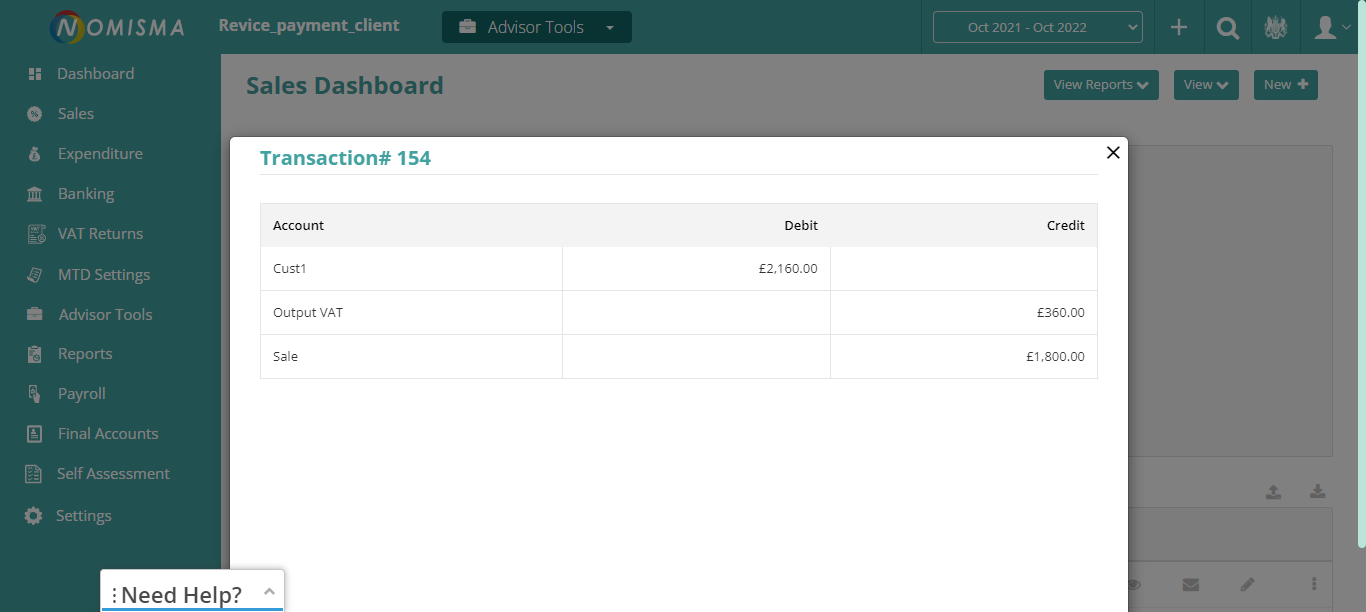 NOMISMA
Revice_payment_client
Advisor Tools
Oct 2021 - Oct 2022
Dashboard
Sales
Expenditure
Banking
VAT Returns
MTD Settings
Advisor Tools
Reports
Payroll
Final Accounts
Self Assessment
Settings
Sales Dashboard
View Reports
View
New
Transaction# 154
Account Debit Credit
Cust1 £2,160.00
Output VAT £360.00
Sale £1,800.00
Need Help?